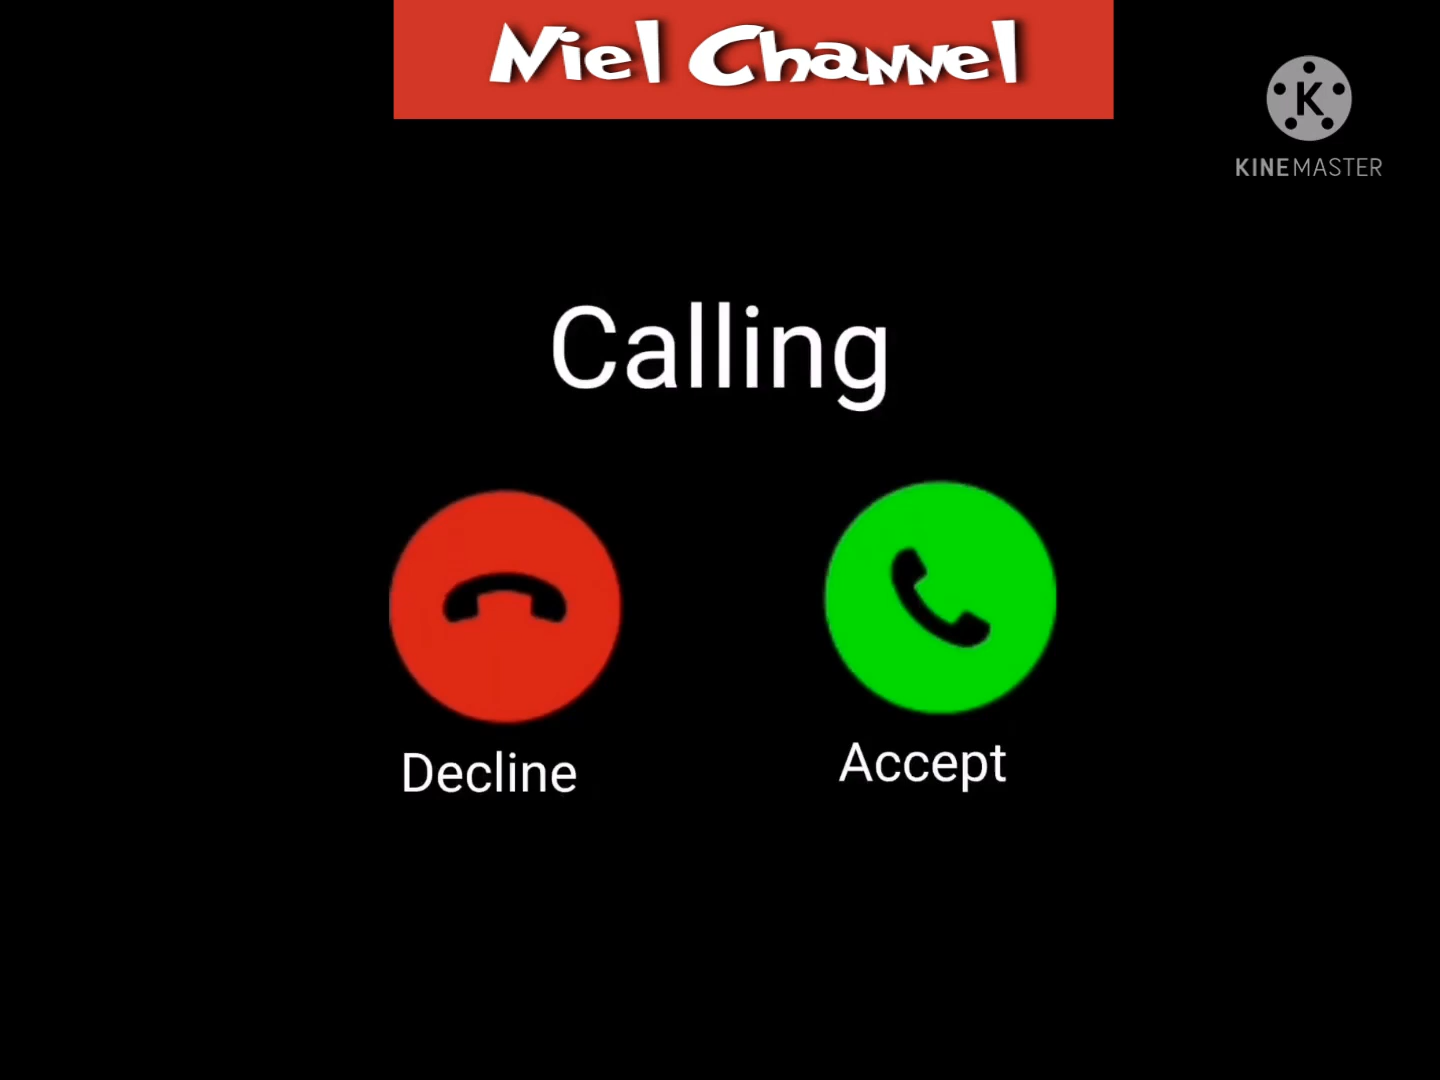 Niel Channel
K
KINEMASTER
Calling
Decline
Accept